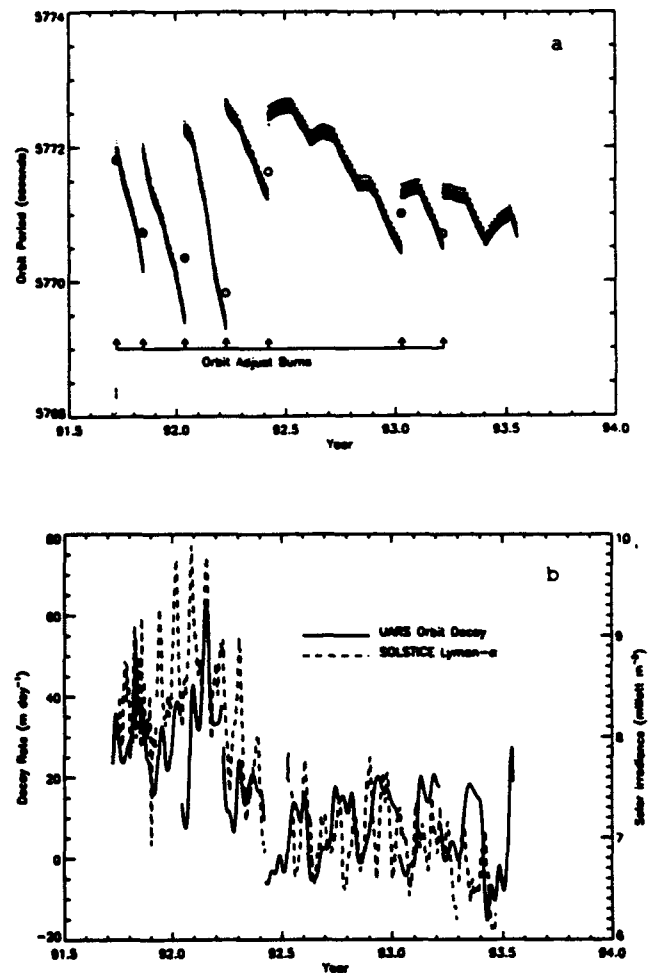 5774
a
5772
5770
5768
Orbit Period (seconds)
Orbit Adjust Burns
91.5 92.0 92.5 93.0 93.5 94.0
Year
80
60
40
20
0
-20
Decay Rate (m day⁻¹)
b
UARS Orbit Decay
SOLSTICE Lyman-α
10
9
8
7
6
Solar Irradiance (mWatt m⁻²)
91.5 92.0 92.5 93.0 93.5 94.0
Year